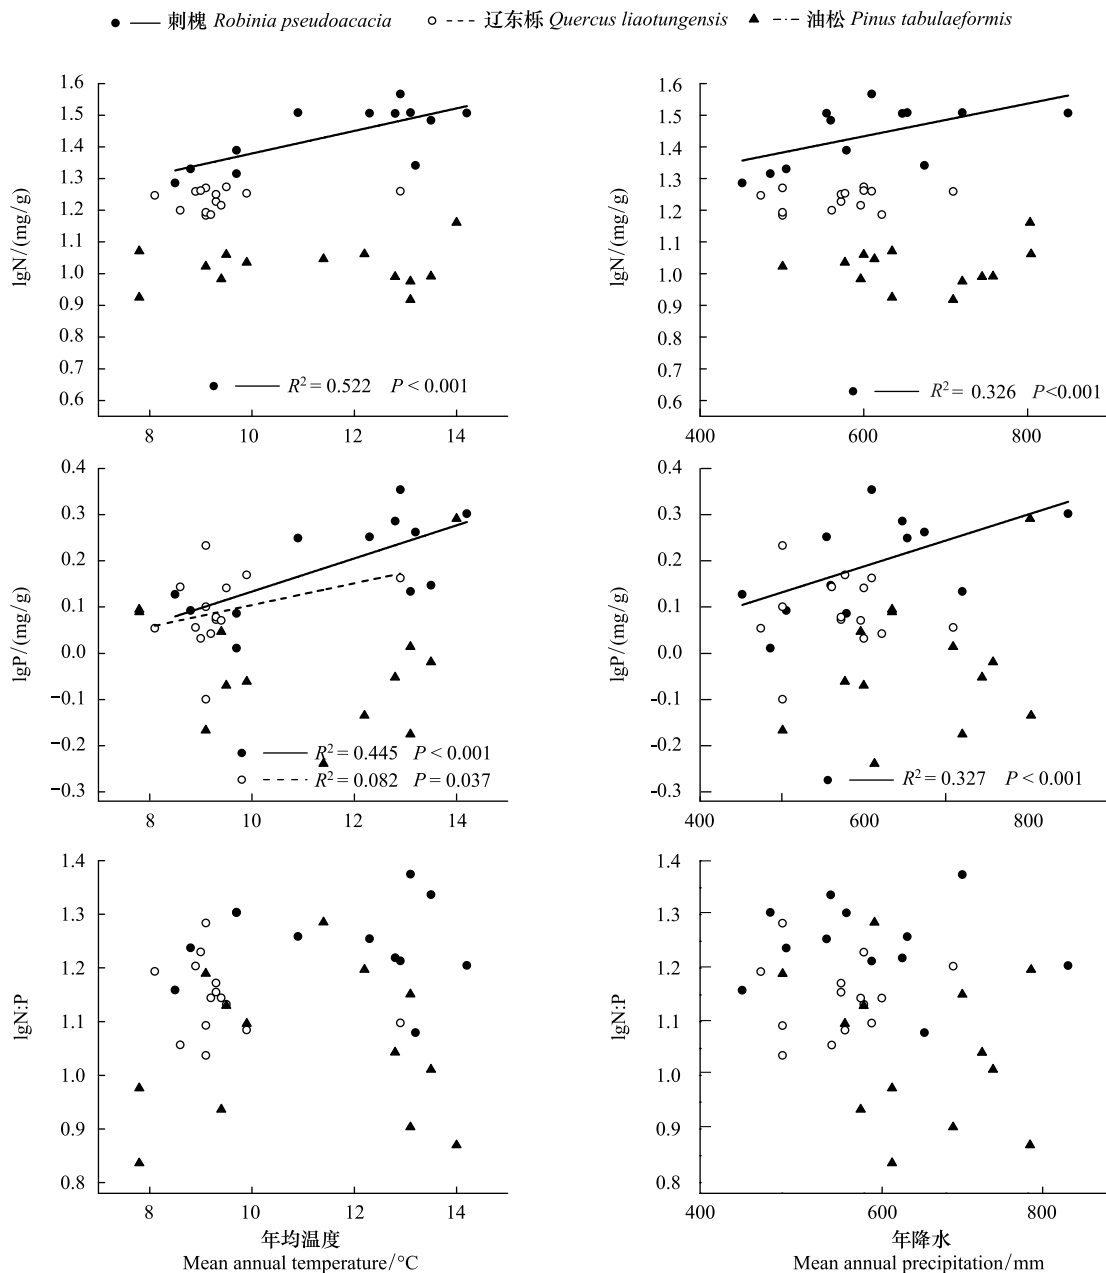 刺槐 Robinia pseudoacacia 辽东栎 Quercus liaotungensis 油松 Pinus tabulaeformis
1.6
1.5
1.4
1.3
1.2
1.1
1.0
0.9
0.8
0.7
0.6
lgN/(mg/g)
R² = 0.522 P < 0.001
8 10 12 14
1.6
1.5
1.4
1.3
1.2
1.1
1.0
0.9
0.8
0.7
0.6
lgN/(mg/g)
R² = 0.326 P<0.001
400 600 800
0.4
0.3
0.2
0.1
0.0
−0.1
−0.2
−0.3
lgP/(mg/g)
R² = 0.445 P < 0.001
R² = 0.082 P = 0.037
8 10 12 14
0.4
0.3
0.2
0.1
0.0
-0.1
-0.2
-0.3
lgP/(mg/g)
R² = 0.327 P < 0.001
400 600 800
1.4
1.3
1.2
1.1
1.0
0.9
0.8
lgN:P
8 10 12 14
年均温度
Mean annual temperature/°C
1.4
1.3
1.2
1.1
1.0
0.9
0.8
lgN:P
400 600 800
年降水
Mean annual precipitation/mm